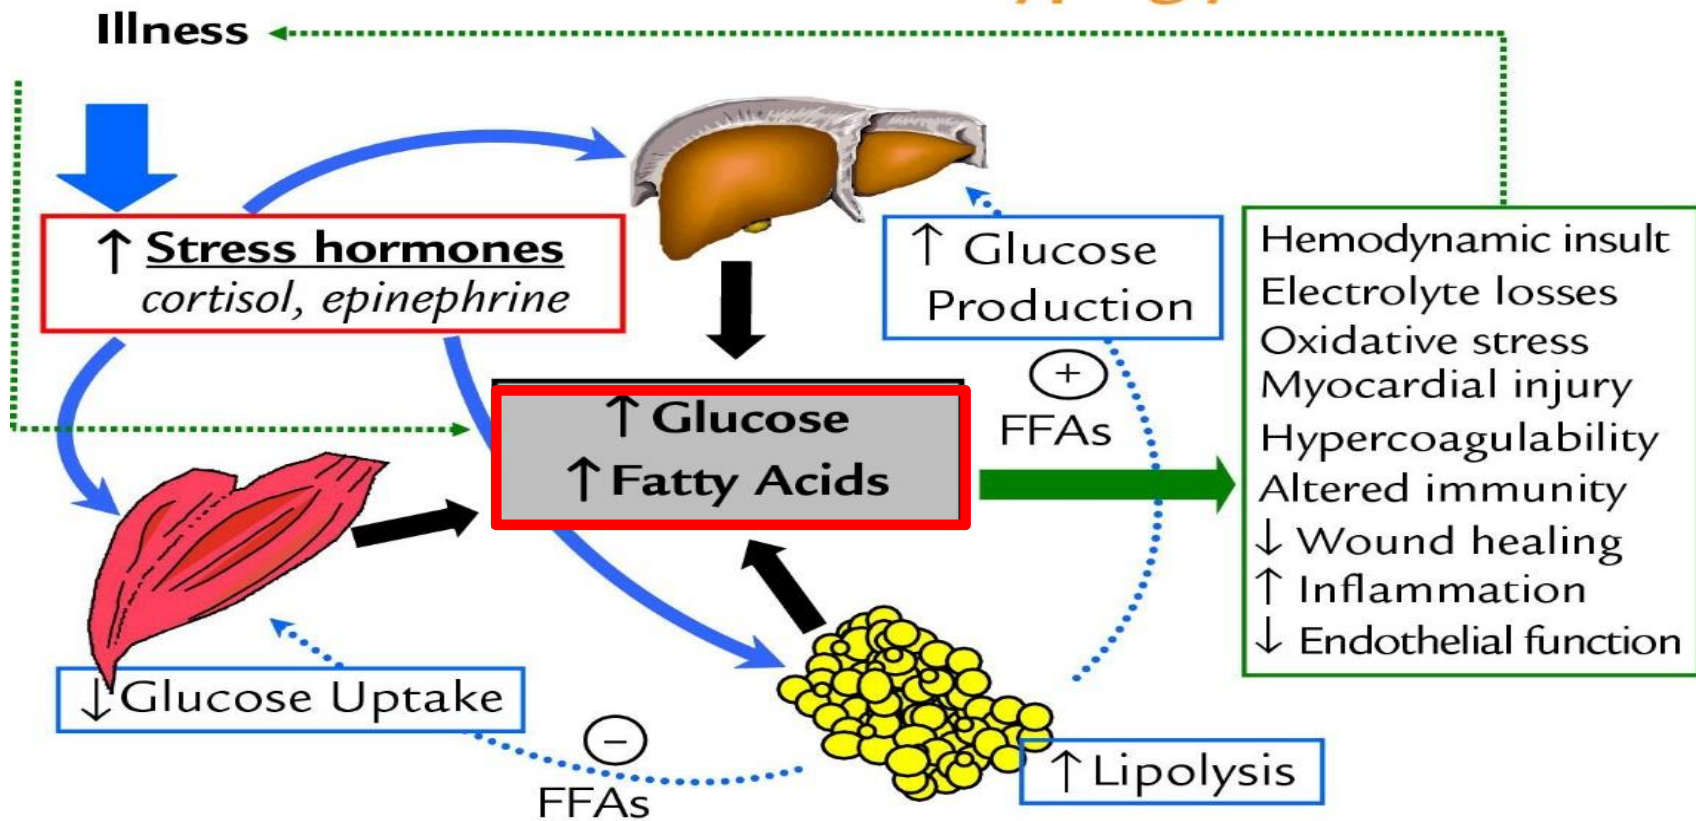 Illness
↑ Stress hormones
cortisol, epinephrine
↑ Glucose
Production
+
FFAs
↑ Glucose
↑ Fatty Acids
Hemodynamic insult
Electrolyte losses
Oxidative stress
Myocardial injury
Hypercoagulability
Altered immunity
↓ Wound healing
↑ Inflammation
↓ Endothelial function
↓ Glucose Uptake
−
FFAs
↑ Lipolysis